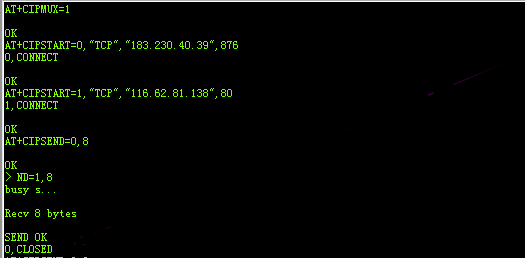 AT+CIPMUX=1
OK
AT+CIPSTART=0,"TCP","183.230.40.39",876
0,CONNECT
OK
AT+CIPSTART=1,"TCP","116.62.81.138",80
1,CONNECT
OK
AT+CIPSEND=0,8
OK
> ND=1,8
busy s...
Recv 8 bytes
SEND OK
0,CLOSED